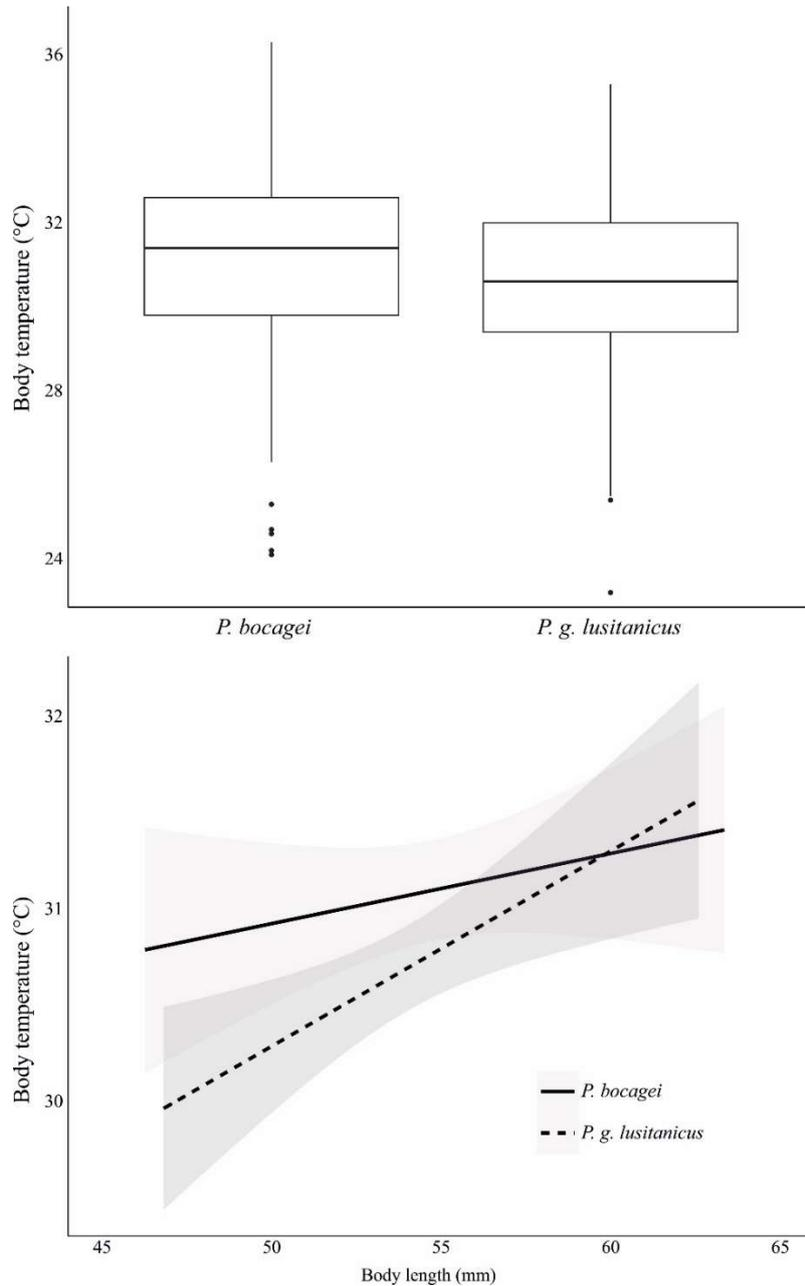 36
32
28
24
Body temperature (°C)
P. bocagei
P. g. lusitanicus
32
31
30
Body temperature (°C)
P. bocagei
P. g. lusitanicus
45
50
55
60
65
Body length (mm)